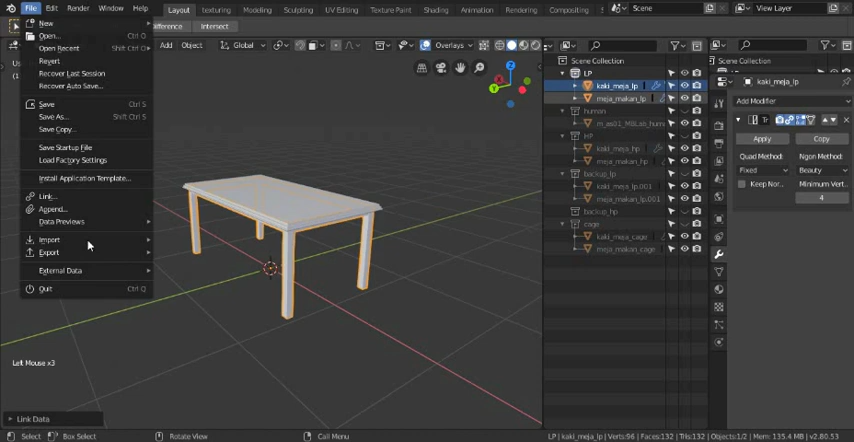 File Edit Render Window Help
Layout Texturing Modeling Sculpting UV Editing Texture Paint Shading Animation Rendering Compositing Scene View Layer
Difference Intersect
New
Open... Ctrl O
Open Recent Shift Ctrl O
Revert
Recover Last Session
Recover Auto Save...
Save Ctrl S
Save As... Shift Ctrl S
Save Copy...
Save Startup File
Load Factory Settings
Install Application Template...
Link...
Append...
Data Previews
Import
Export
External Data
Quit Ctrl Q
Add Object Global Overlays
Z
Y
Left Mouse x3
Link Data
Scene Collection
LP
kaki_meja_lp
meja_makan_lp
human
HP
kaki_meja_hp
meja_makan_hp
backup_lp
kaki_meja_lp.001
meja_makan_lp.001
backup_hp
cage
kaki_meja_cage
meja_makan_cage
Scene Collection
kaki_meja_lp
Add Modifier
Tr
Apply Copy
Quad Method: Ngon Method:
Fixed Beauty
Keep Nor Minimum Vert..
4
Select Box Select Rotate View Call Menu
LP | kaki_meja_lp | Verts:96 | Faces:132 | Tris:132 | Objects:1/2 | Mem: 135.4 MB | v2.80.53